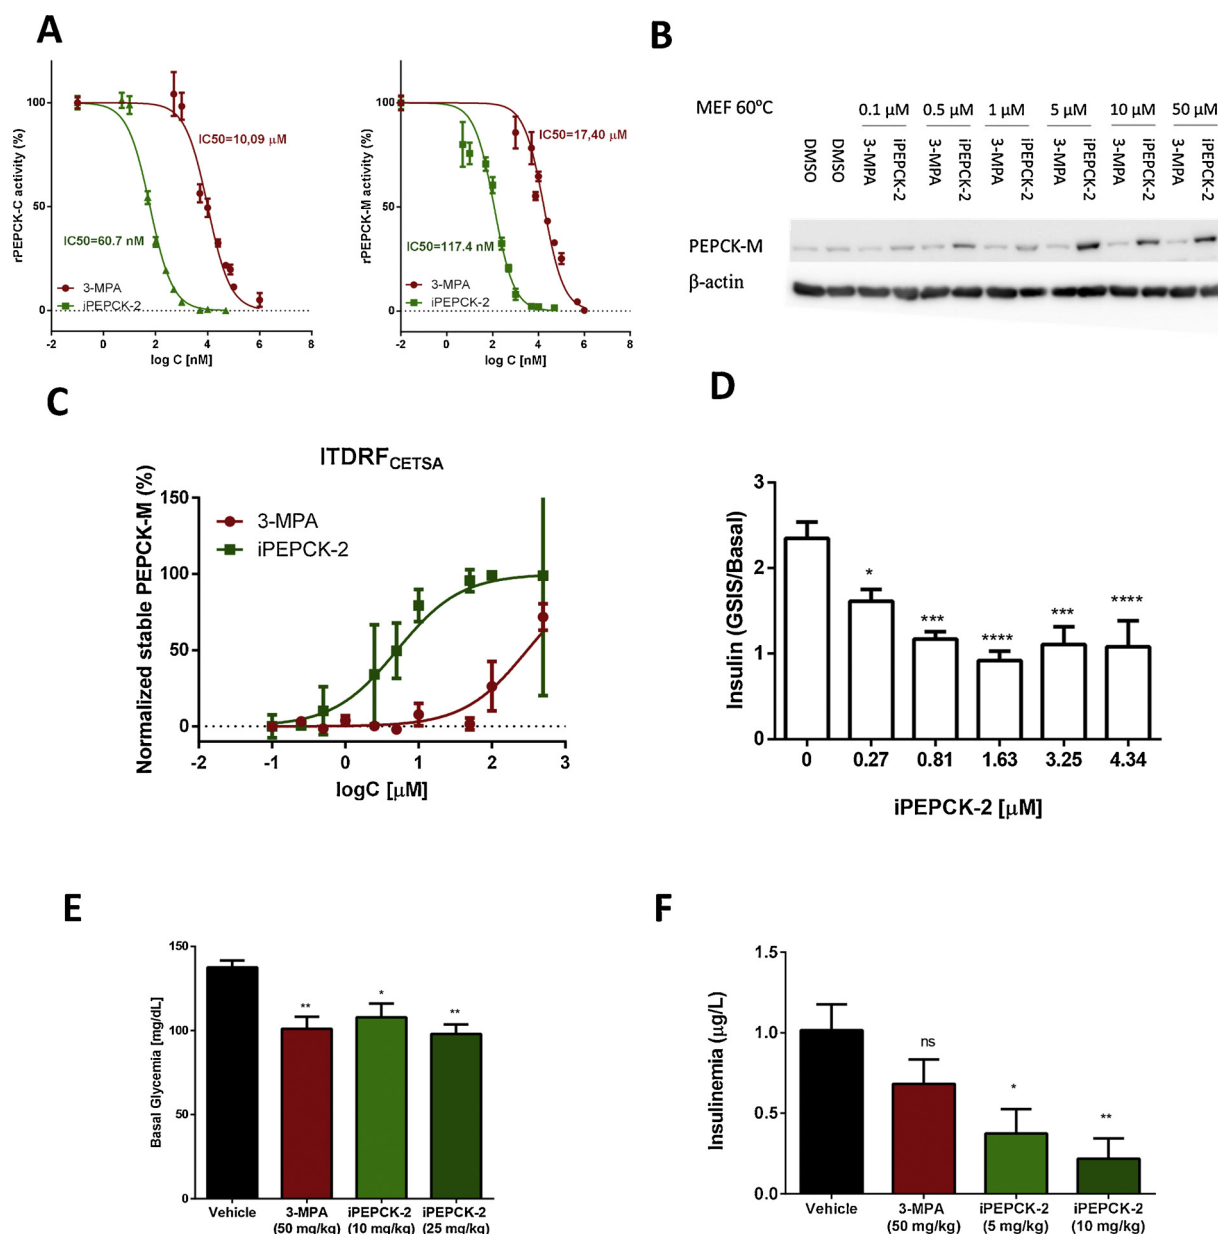 A
100
50
0
-2
0
2
4
6
8
rPEPCK-C activity (%)
log C [nM]
IC50=10,09 µM
IC50=60.7 nM
3-MPA
iPEPCK-2
100
50
0
-2
0
2
4
6
8
rPEPCK-M activity (%)
log C [nM]
IC50=17,40 µM
IC50=117.4 nM
3-MPA
iPEPCK-2
B
MEF 60ºC
0.1 µM
0.5 µM
1 µM
5 µM
10 µM
50 µM
DMSO
DMSO
3-MPA
iPEPCK-2
3-MPA
iPEPCK-2
3-MPA
iPEPCK-2
3-MPA
iPEPCK-2
3-MPA
iPEPCK-2
3-MPA
iPEPCK-2
PEPCK-M
β-actin
C
ITDRFCETSA
Normalized stable PEPCK-M (%)
150
100
50
0
3-MPA
iPEPCK-2
-2
-1
0
1
2
3
logC [µM]
D
Insulin (GSIS/Basal)
3
2
1
0
*
***
****
***
****
0
0.27
0.81
1.63
3.25
4.34
iPEPCK-2 [µM]
E
Basal Glycemia [mg/dL]
150
100
50
0
**
*
**
Vehicle
3-MPA
(50 mg/kg)
iPEPCK-2
(10 mg/kg)
iPEPCK-2
(25 mg/kg)
F
Insulinemia (µg/L)
1.5
1.0
0.5
0.0
ns
*
**
Vehicle
3-MPA
(50 mg/kg)
iPEPCK-2
(5 mg/kg)
iPEPCK-2
(10 mg/kg)